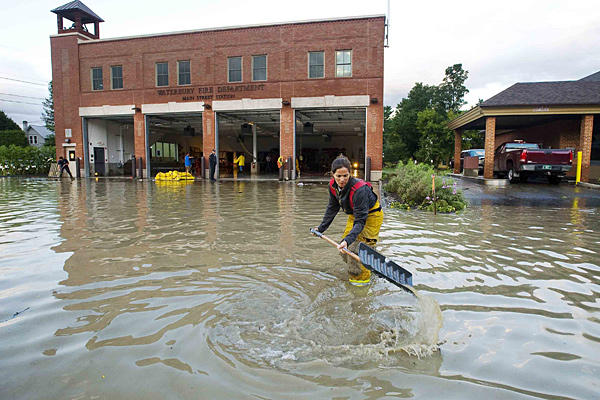 WATERBURY FIRE DEPARTMENT
MAIN STREET STATION